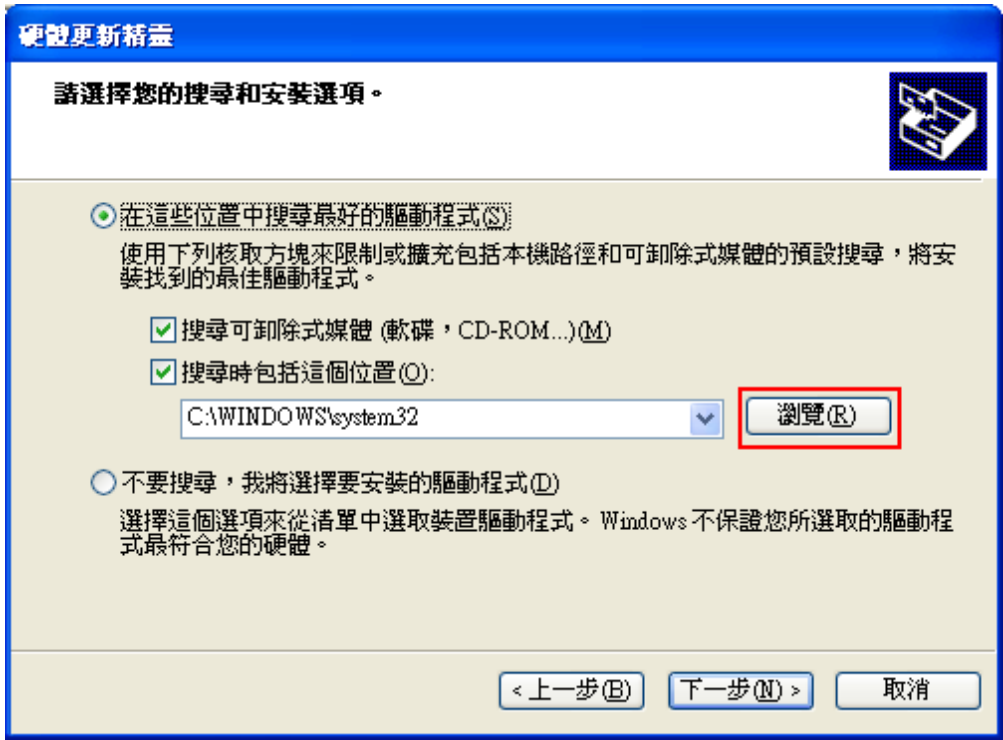 硬體更新精靈
請選擇您的搜尋和安裝選項。
在這些位置中搜尋最好的驅動程式(S)
使用下列核取方塊來限制或擴充包括本機路徑和可卸除式媒體的預設搜尋，將安
裝找到的最佳驅動程式。
搜尋可卸除式媒體 (軟碟，CD-ROM...)(M)
搜尋時包括這個位置(O):
C:\WINDOWS\system32
瀏覽(R)
不要搜尋，我將選擇要安裝的驅動程式(D)
選擇這個選項來從清單中選取裝置驅動程式。Windows 不保證您所選取的驅動程
式最符合您的硬體。
<上一步(B) 下一步(N)> 取消